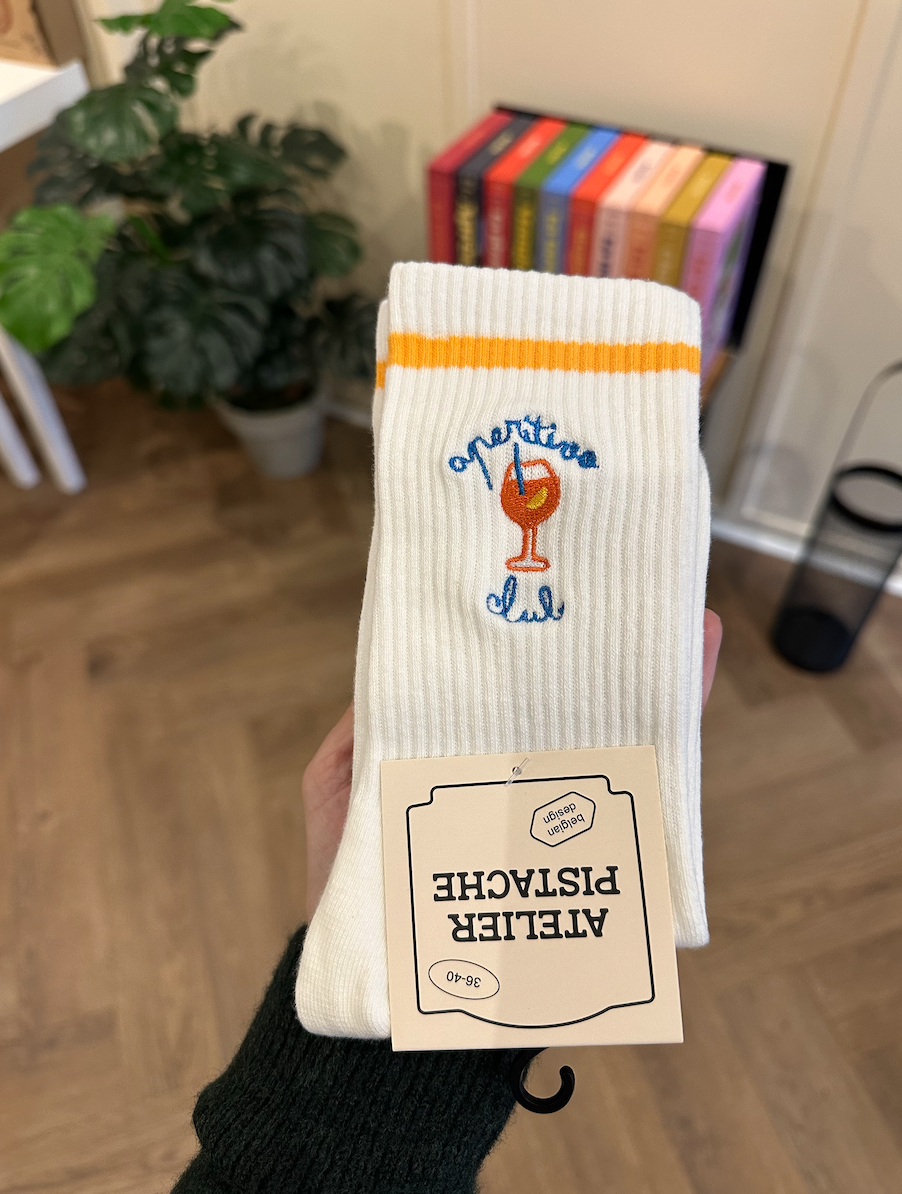 aperitivo
club
ATELIER
PISTACHE
belgian
design
36-40